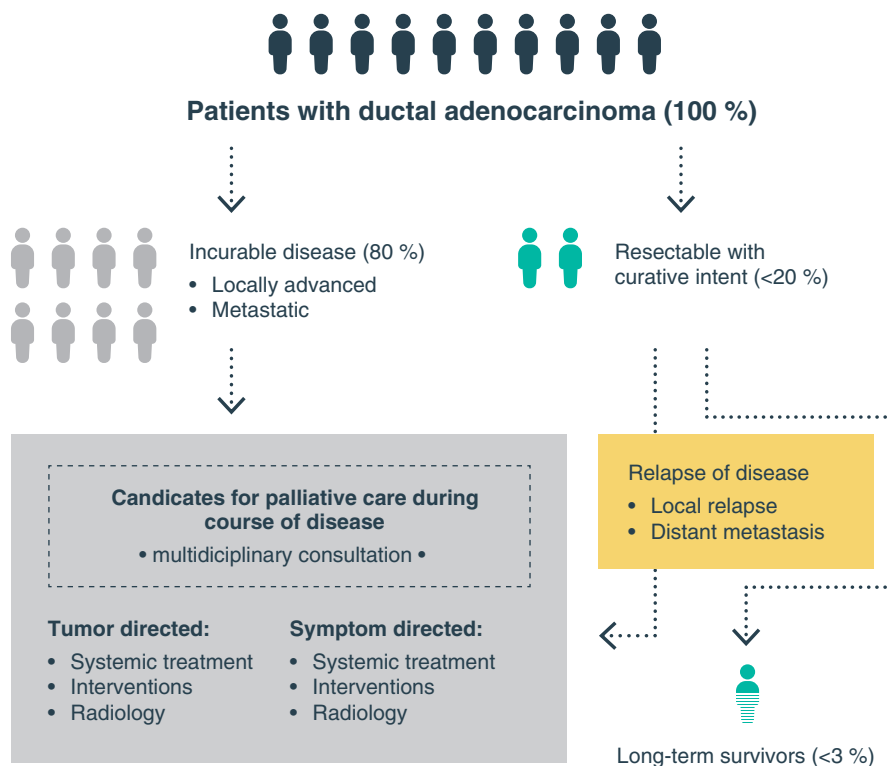 Patients with ductal adenocarcinoma (100 %)
Incurable disease (80 %)
• Locally advanced
• Metastatic
Resectable with
curative intent (<20 %)
Candidates for palliative care during
course of disease
• multidiciplinary consultation •
Tumor directed:
• Systemic treatment
• Interventions
• Radiology
Symptom directed:
• Systemic treatment
• Interventions
• Radiology
Relapse of disease
• Local relapse
• Distant metastasis
Long-term survivors (<3 %)